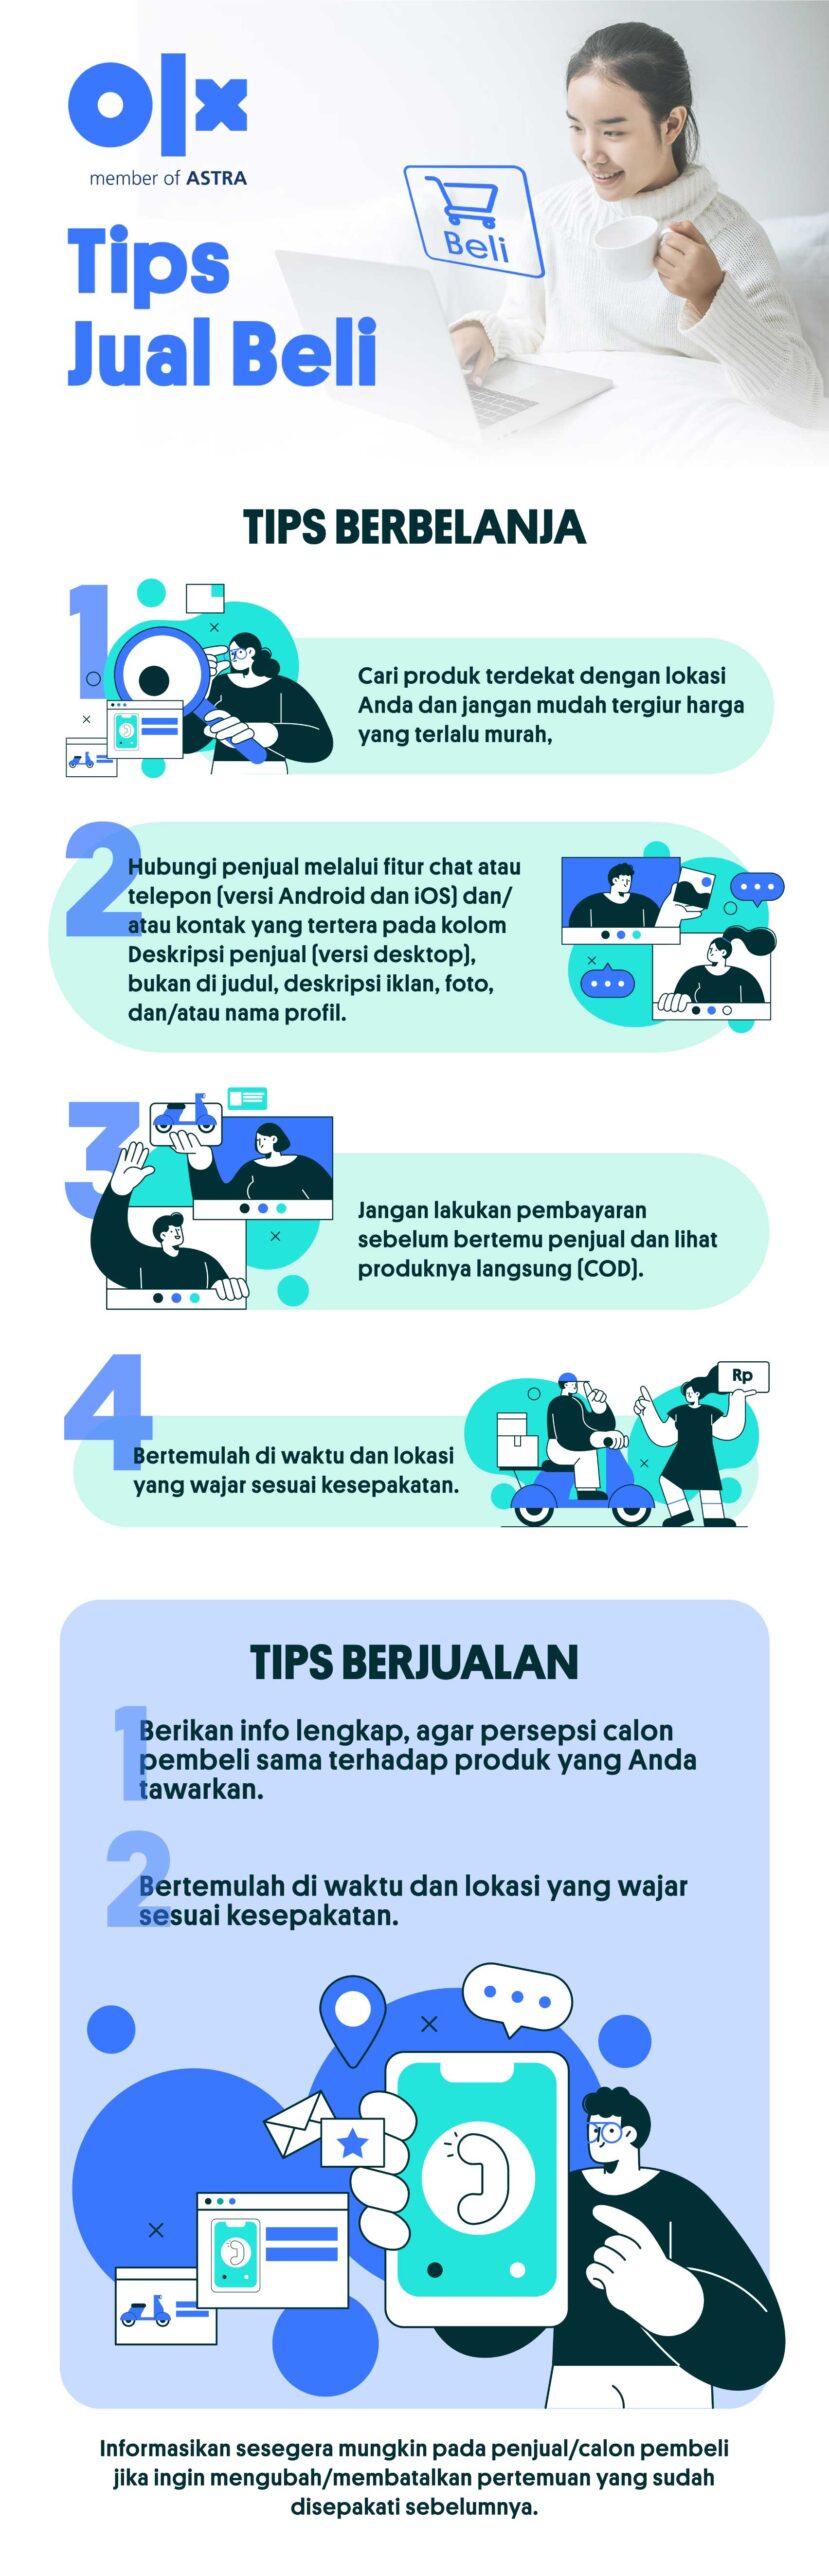 olx
member of ASTRA
Beli
Tips
Jual Beli
TIPS BERBELANJA
1
Cari produk terdekat dengan lokasi
Anda dan jangan mudah tergiur harga
yang terlalu murah,
2
Hubungi penjual melalui fitur chat atau
telepon (versi Android dan iOS) dan/
atau kontak yang tertera pada kolom
Deskripsi penjual (versi desktop),
bukan di judul, deskripsi iklan, foto,
dan/atau nama profil.
3
Jangan lakukan pembayaran
sebelum bertemu penjual dan lihat
produknya langsung (COD).
4
Rp
Bertemulah di waktu dan lokasi
yang wajar sesuai kesepakatan.
TIPS BERJUALAN
1
Berikan info lengkap, agar persepsi calon
pembeli sama terhadap produk yang Anda
tawarkan.
2
Bertemulah di waktu dan lokasi yang wajar
sesuai kesepakatan.
Informasikan sesegera mungkin pada penjual/calon pembeli
jika ingin mengubah/membatalkan pertemuan yang sudah
disepakati sebelumnya.